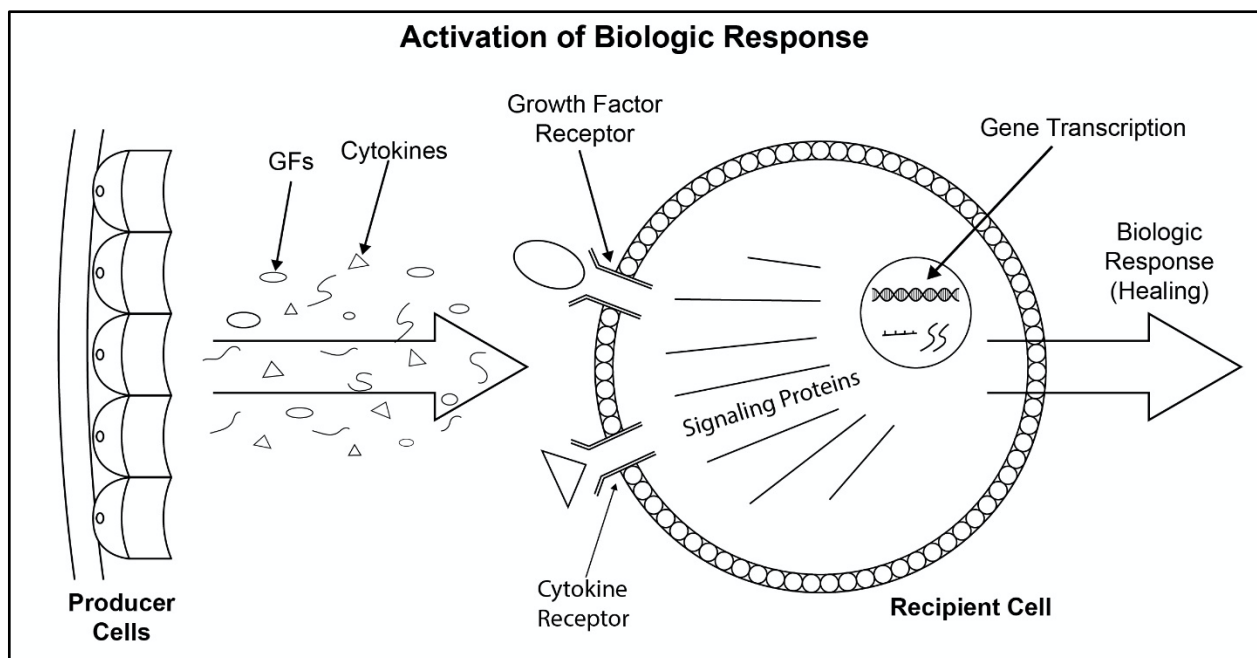 Activation of Biologic Response
Growth Factor
Receptor
Gene Transcription
GFs
Cytokines
Biologic
Response
(Healing)
Signaling Proteins
Producer
Cells
Cytokine
Receptor
Recipient Cell